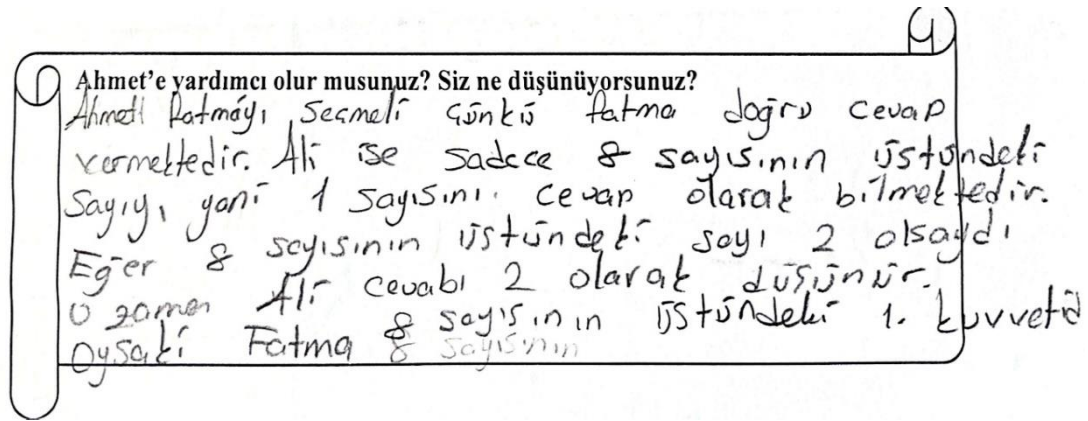 Ahmet'e yardımcı olur musunuz? Siz ne düşünüyorsunuz?
Ahmet Fatmayı seçmeli çünkü fatma doğru cevap
vermektedir. Ali ise sadece 8 sayısının üstündeki
Sayıyı yani 1 sayısını cevap olarak bilmektedir.
Eğer 8 sayısının üstündeki sayı 2 olsaydı
O zaman Ali cevabı 2 olarak düşünür.
Oysaki Fatma 8 sayısının üstündeki 1. kuvveti
sayısının